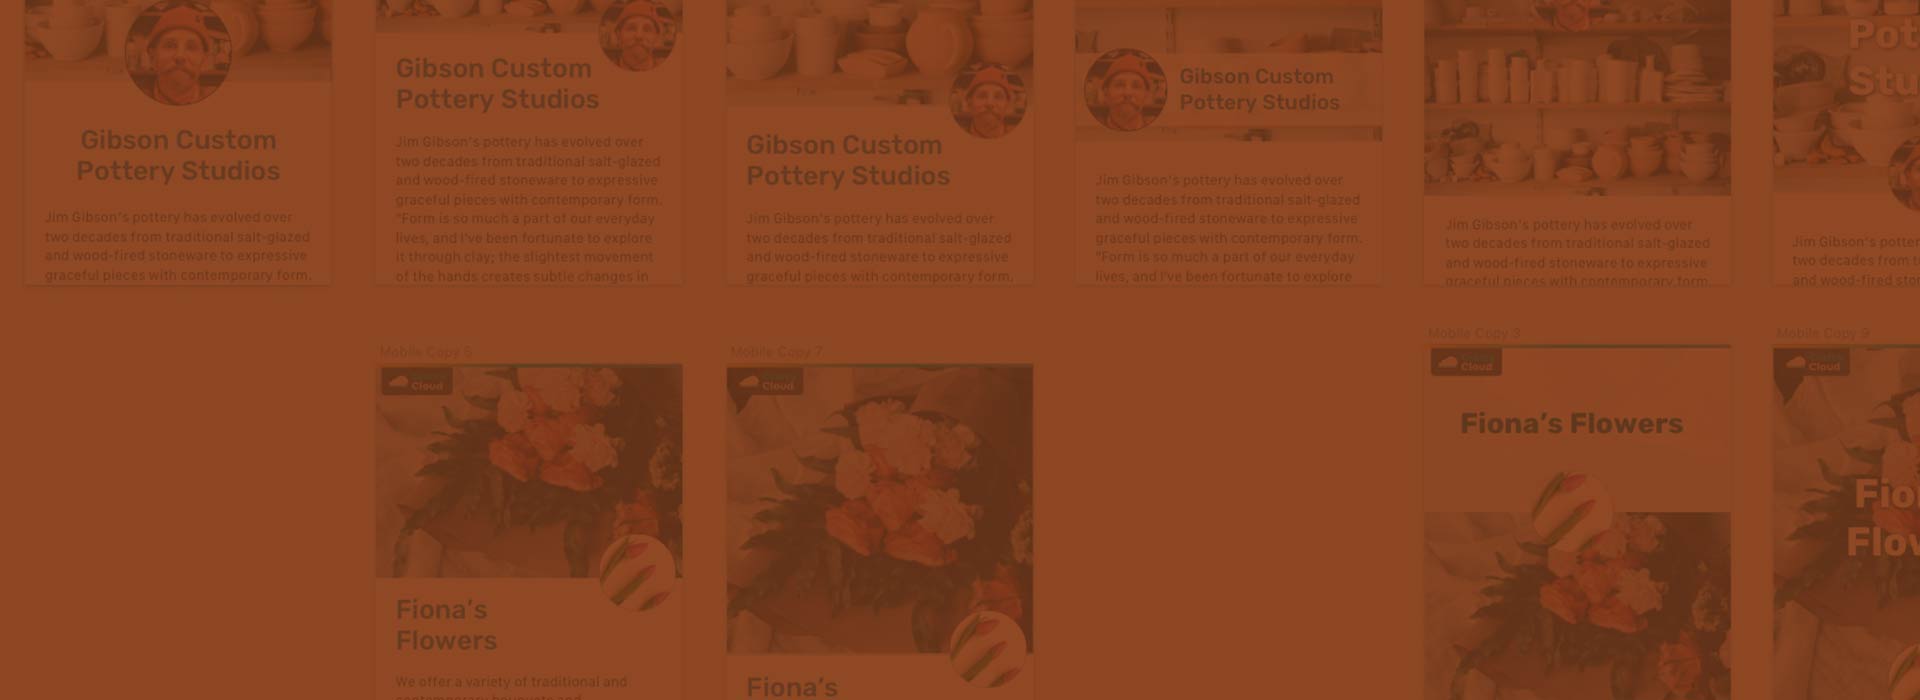 Gibson Custom
Pottery Studios
Jim Gibson's pottery has evolved over
two decades from traditional salt-glazed
and wood-fired stoneware to expressive
graceful pieces with contemporary form.
Gibson Custom
Pottery Studios
Jim Gibson's pottery has evolved over
two decades from traditional salt-glazed
and wood-fired stoneware to expressive
graceful pieces with contemporary form.
"Form is so much a part of our everyday
lives, and I've been fortunate to explore
it through clay; the slightest movement
of the hands creates subtle changes in
Gibson Custom
Pottery Studios
Jim Gibson's pottery has evolved over
two decades from traditional salt-glazed
and wood-fired stoneware to expressive
graceful pieces with contemporary form.
Gibson Custom
Pottery Studios
Jim Gibson's pottery has evolved over
two decades from traditional salt-glazed
and wood-fired stoneware to expressive
graceful pieces with contemporary form.
"Form is so much a part of our everyday
lives, and I've been fortunate to explore
Jim Gibson's pottery has evolved over
two decades from traditional salt-glazed
and wood-fired stoneware to expressive
graceful pieces with contemporary form.
Pot
Stu
Jim Gibson's potter
two decades from t
and wood-fired sto
graceful pieces wit
Mobile Copy 7
Cloud
Fiona's
Mobile Copy 3
Cloud
Fiona's Flowers
Mobile Copy 9
Cloud
Fio
Flow
Cloud
Fiona's
Flowers
We offer a variety of traditional and
contemporary bouquets and